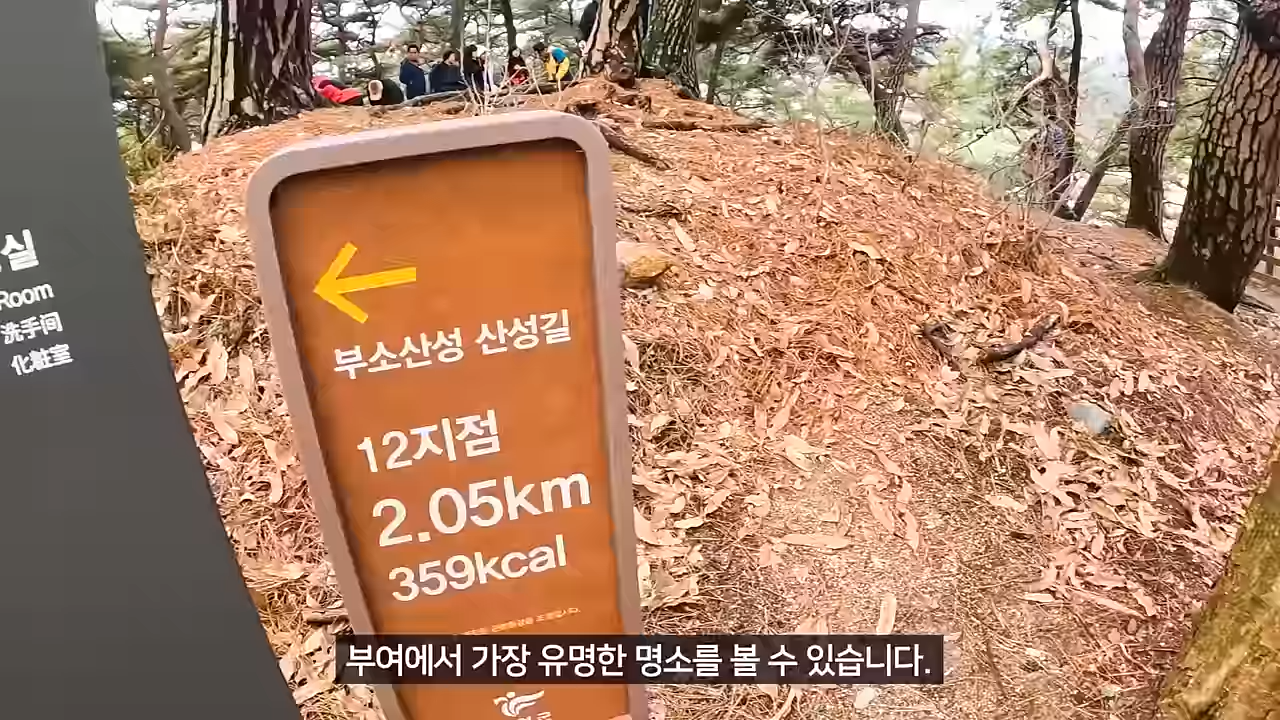 실
Room
洗手间
化粧室
부소산성 산성길
12지점
2.05km
359kcal
부여에서 가장 유명한 명소를 볼 수 있습니다.